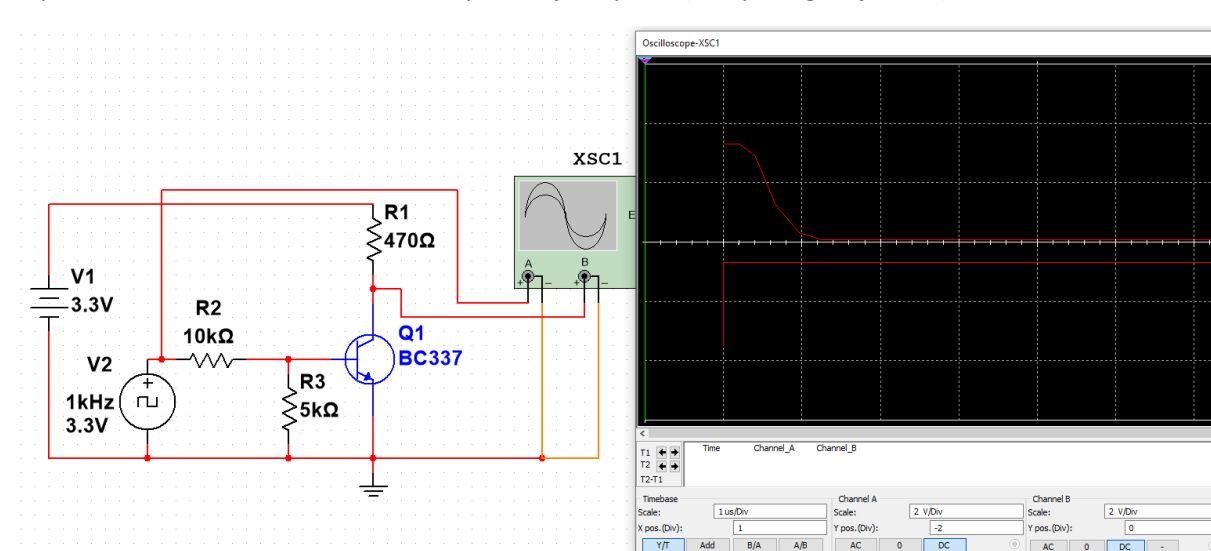 Oscilloscope-XSC1
XSC1
E
A
B
+
−
+
−
R1
470Ω
V1
3.3V
R2
10kΩ
Q1
BC337
V2
+
1kHz
3.3V
R3
5kΩ
T1
T2
T2-T1
Time Channel_A Channel_B
Timebase
Scale: 1 us/Div
X pos.(Div): 1
Y/T Add B/A A/B
Channel A
Scale: 2 V/Div
Y pos.(Div): -2
AC 0 DC
Channel B
Scale: 2 V/Div
Y pos.(Div): 0
AC 0 DC -